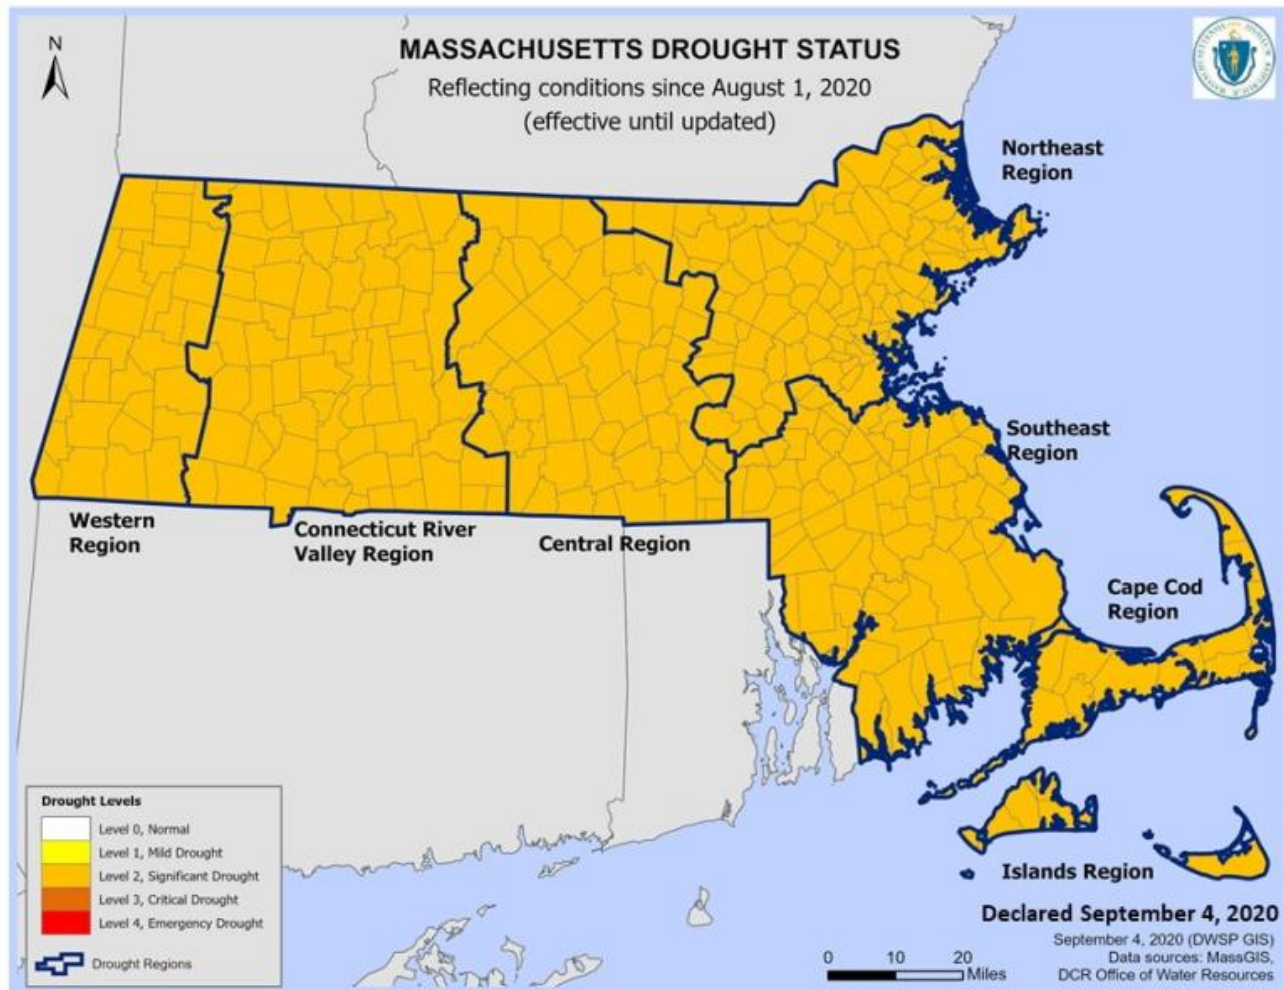 N
MASSACHUSETTS DROUGHT STATUS
Reflecting conditions since August 1, 2020
(effective until updated)
Northeast
Region
Southeast
Region
Western
Region
Connecticut River
Valley Region
Central Region
Cape Cod
Region
Islands Region
Drought Levels
Level 0, Normal
Level 1, Mild Drought
Level 2, Significant Drought
Level 3, Critical Drought
Level 4, Emergency Drought
Drought Regions
Declared September 4, 2020
September 4, 2020 (DWSP GIS)
Data sources: MassGIS,
DCR Office of Water Resources
0 10 20
Miles